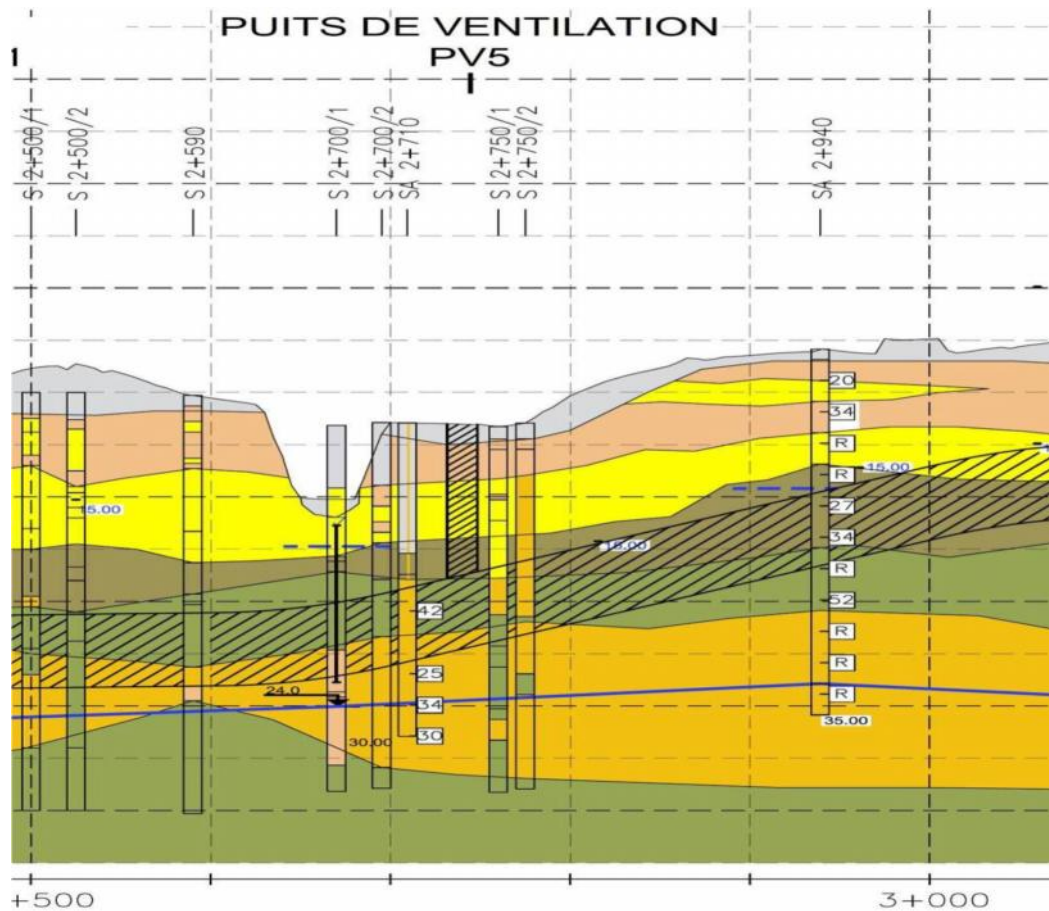 PUITS DE VENTILATION
1
PV5
S 2+500/1
S 2+500/2
S 2+590
S 2+700/1
S 2+700/2
SA 2+710
S 2+750/1
S 2+750/2
SA 2+940
20
34
R
R
15.00
27
15.00
34
R
42
52
R
25
R
24.0
R
34
35.00
30.00
30
+500
3+000